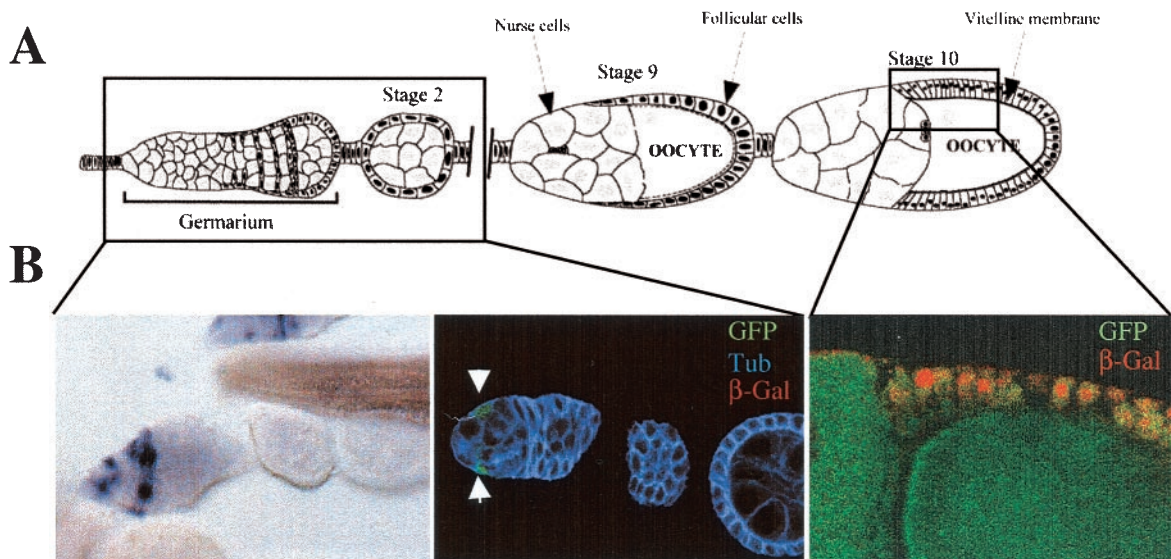 A
Nurse cells
Follicular cells
Vitelline membrane
Stage 2
Stage 9
Stage 10
OOCYTE
OOCYTE
Germarium
B
GFP
Tub
β-Gal
GFP
β-Gal